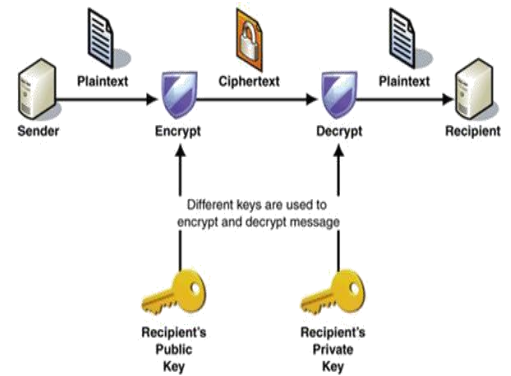 Plaintext
Ciphertext
Plaintext
Sender
Encrypt
Decrypt
Recipient
Different keys are used to
encrypt and decrypt message
Recipient's
Public
Key
Recipient's
Private
Key